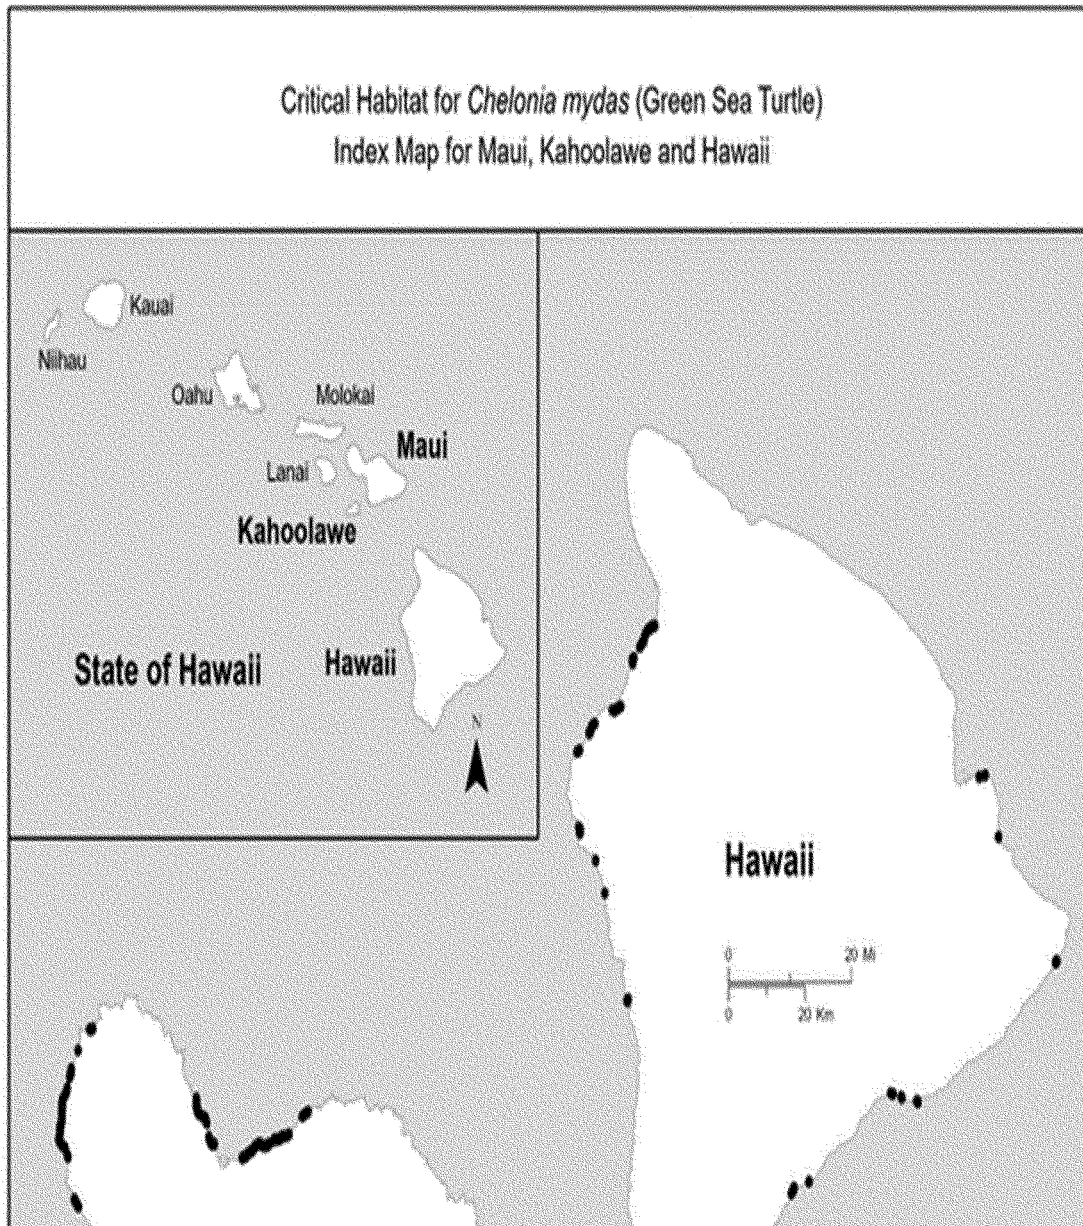 Critical Habitat for Chelonia mydas (Green Sea Turtle)
Index Map for Maui, Kahoolawe and Hawaii
Kauai
Niihau
Oahu
Molokai
Maui
Lanai
Kahoolawe
State of Hawaii
Hawaii
N
Hawaii
0 20 Mi
0 20 Km